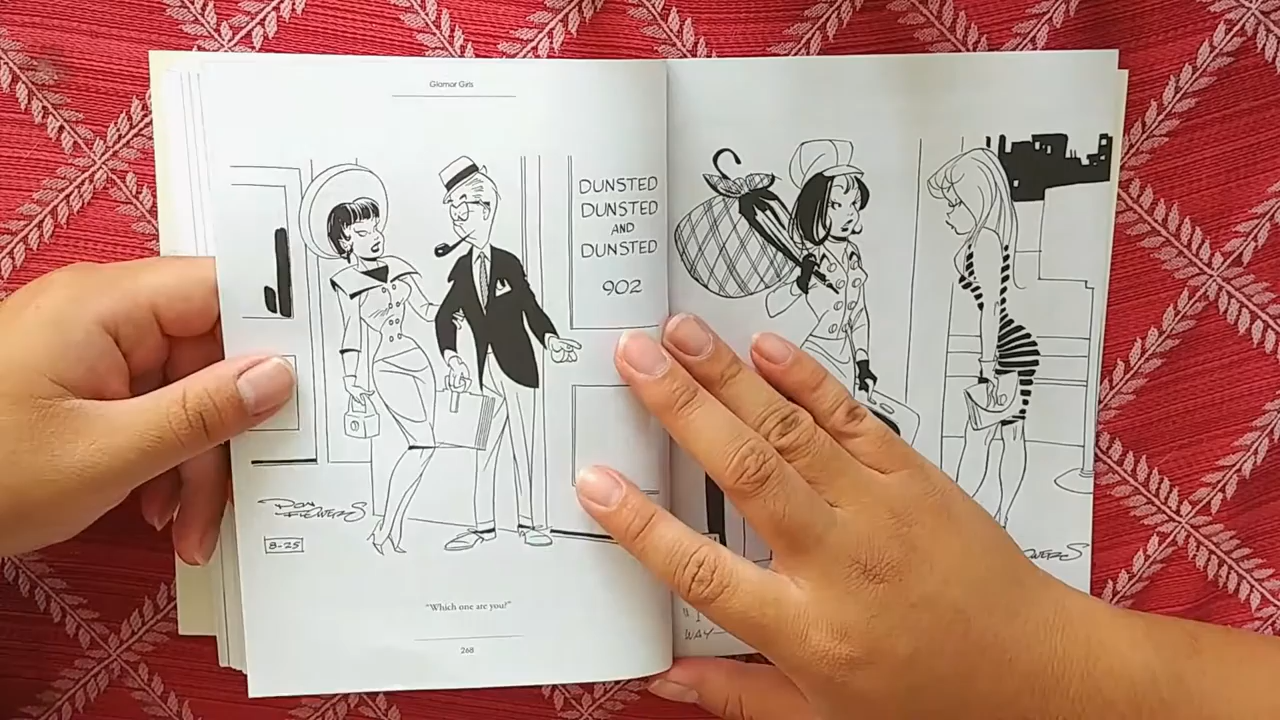 Glamor Girls
DUNSTED
DUNSTED
AND
DUNSTED
902
DON
FLOWERS
8-25
“Which one are you?”
268
WAY—